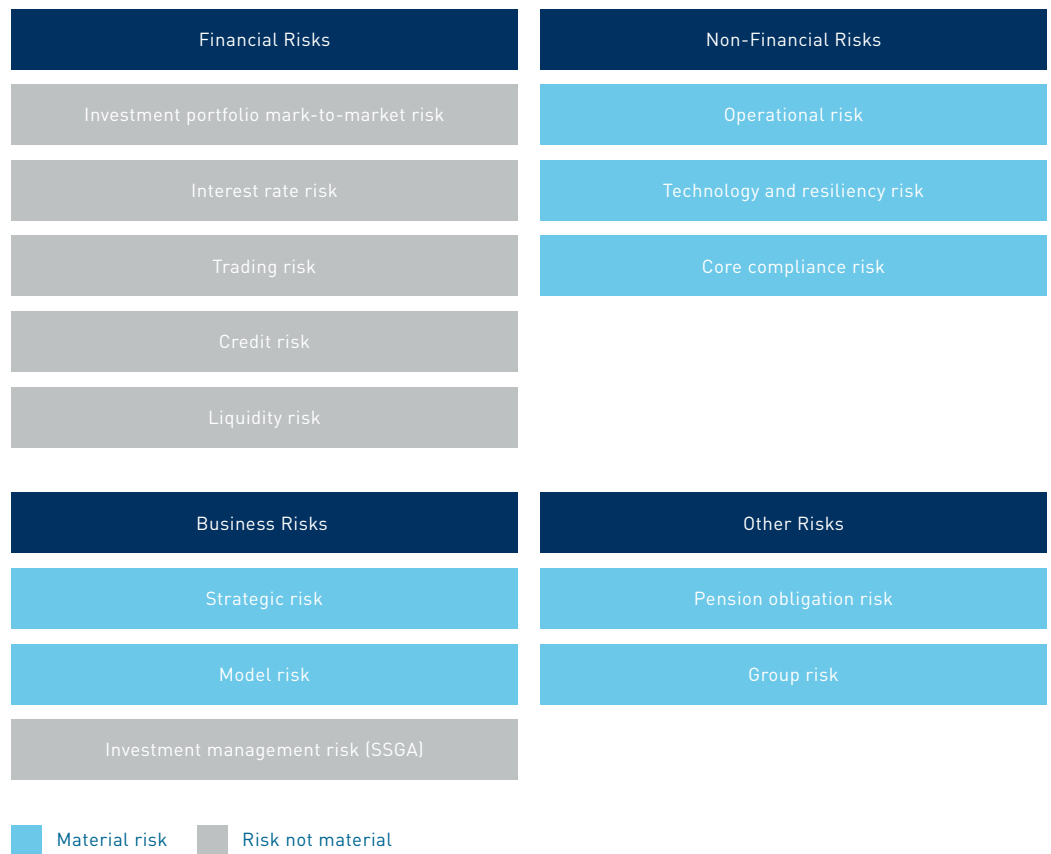 Financial Risks
Investment portfolio mark-to-market risk
Interest rate risk
Trading risk
Credit risk
Liquidity risk
Non-Financial Risks
Operational risk
Technology and resiliency risk
Core compliance risk
Business Risks
Strategic risk
Model risk
Investment management risk (SSGA)
Other Risks
Pension obligation risk
Group risk
Material risk
Risk not material